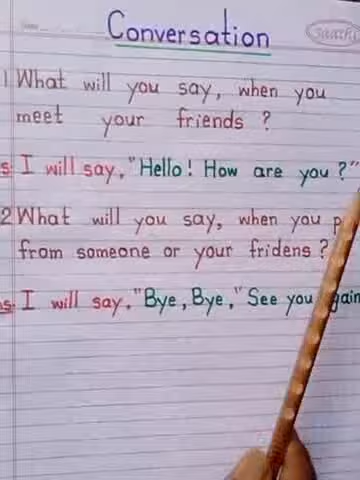 Saathi
Conversation
1 What will you say, when you
meet your friends ?
s: I will say, "Hello! How are you ?"
2 What will you say, when you
from someone or your fridens ?
s: I will say, "Bye, Bye," See you